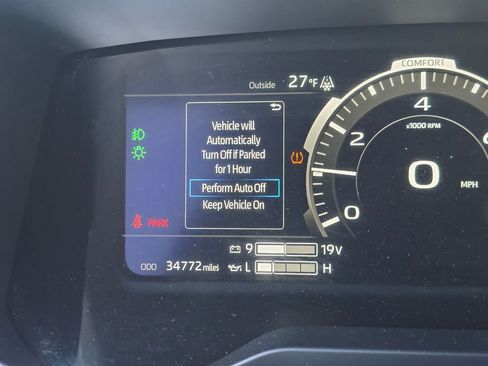 COMFORT
Outside 27°F
Vehicle will
Automatically
Turn Off if Parked
for 1 Hour
Perform Auto Off
Keep Vehicle On
4
x1000 RPM
2
6
0
MPH
0
PARK
9 19V
ODO 34772 miles
L H